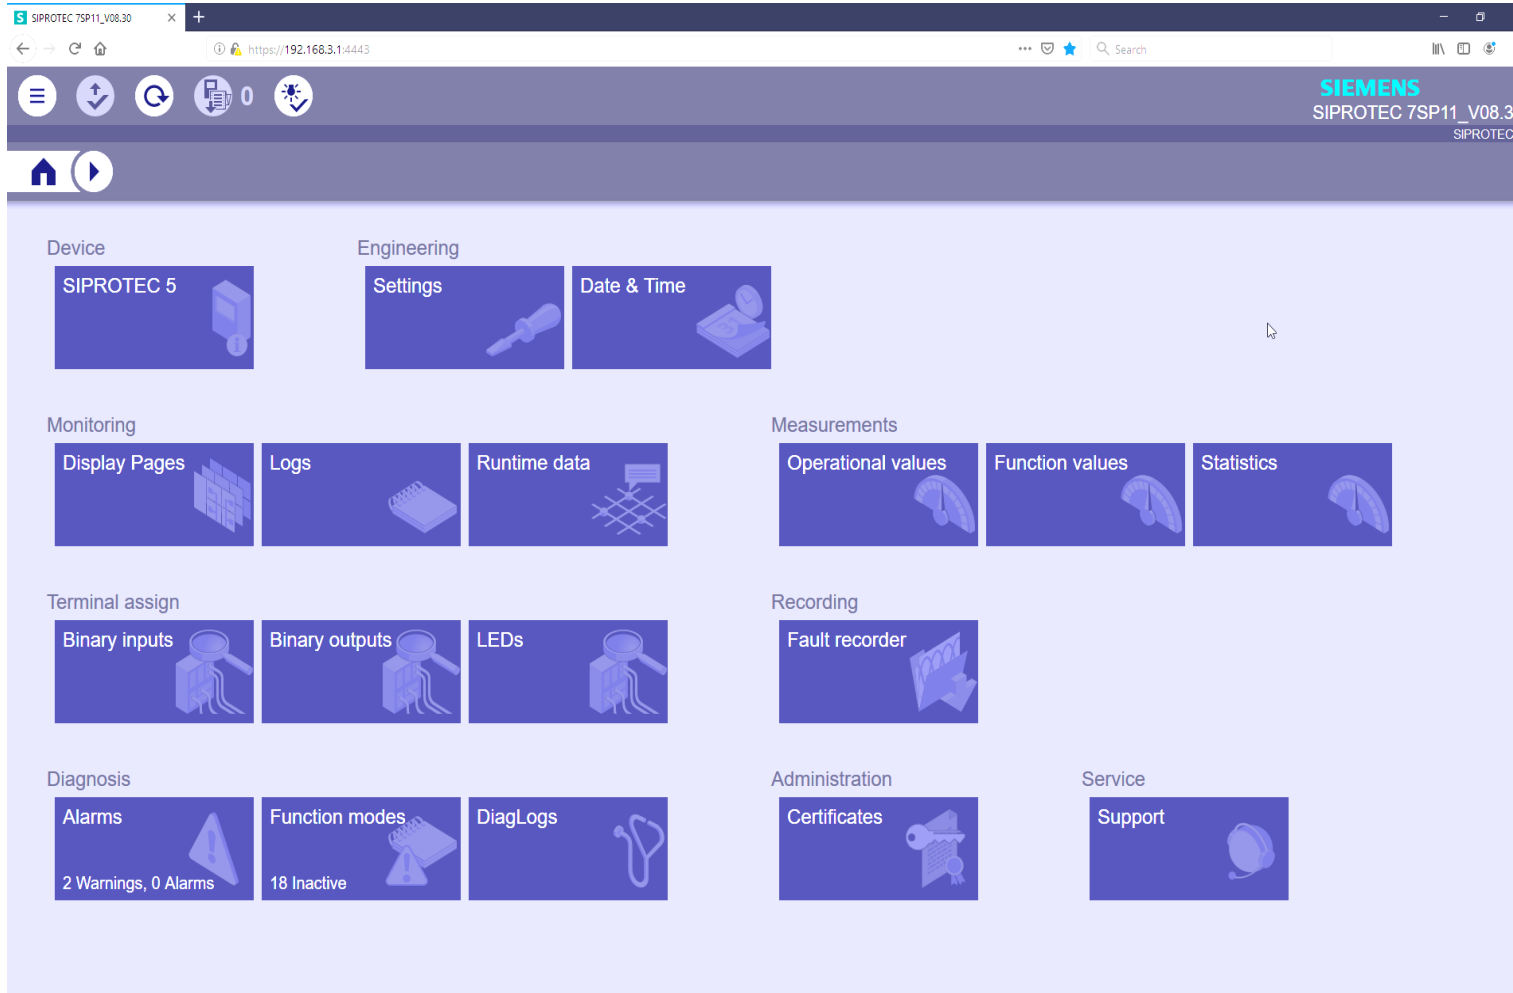 SIPROTEC 7SP11_V08.30
https://192.168.3.1:4443
Search
0
SIEMENS
SIPROTEC 7SP11_V08.3
SIPROTEC
Device
Engineering
SIPROTEC 5
Settings
Date & Time
Monitoring
Measurements
Display Pages
Logs
Runtime data
Operational values
Function values
Statistics
Terminal assign
Recording
Binary inputs
Binary outputs
LEDs
Fault recorder
Diagnosis
Administration
Service
Alarms
2 Warnings, 0 Alarms
Function modes
18 Inactive
DiagLogs
Certificates
Support